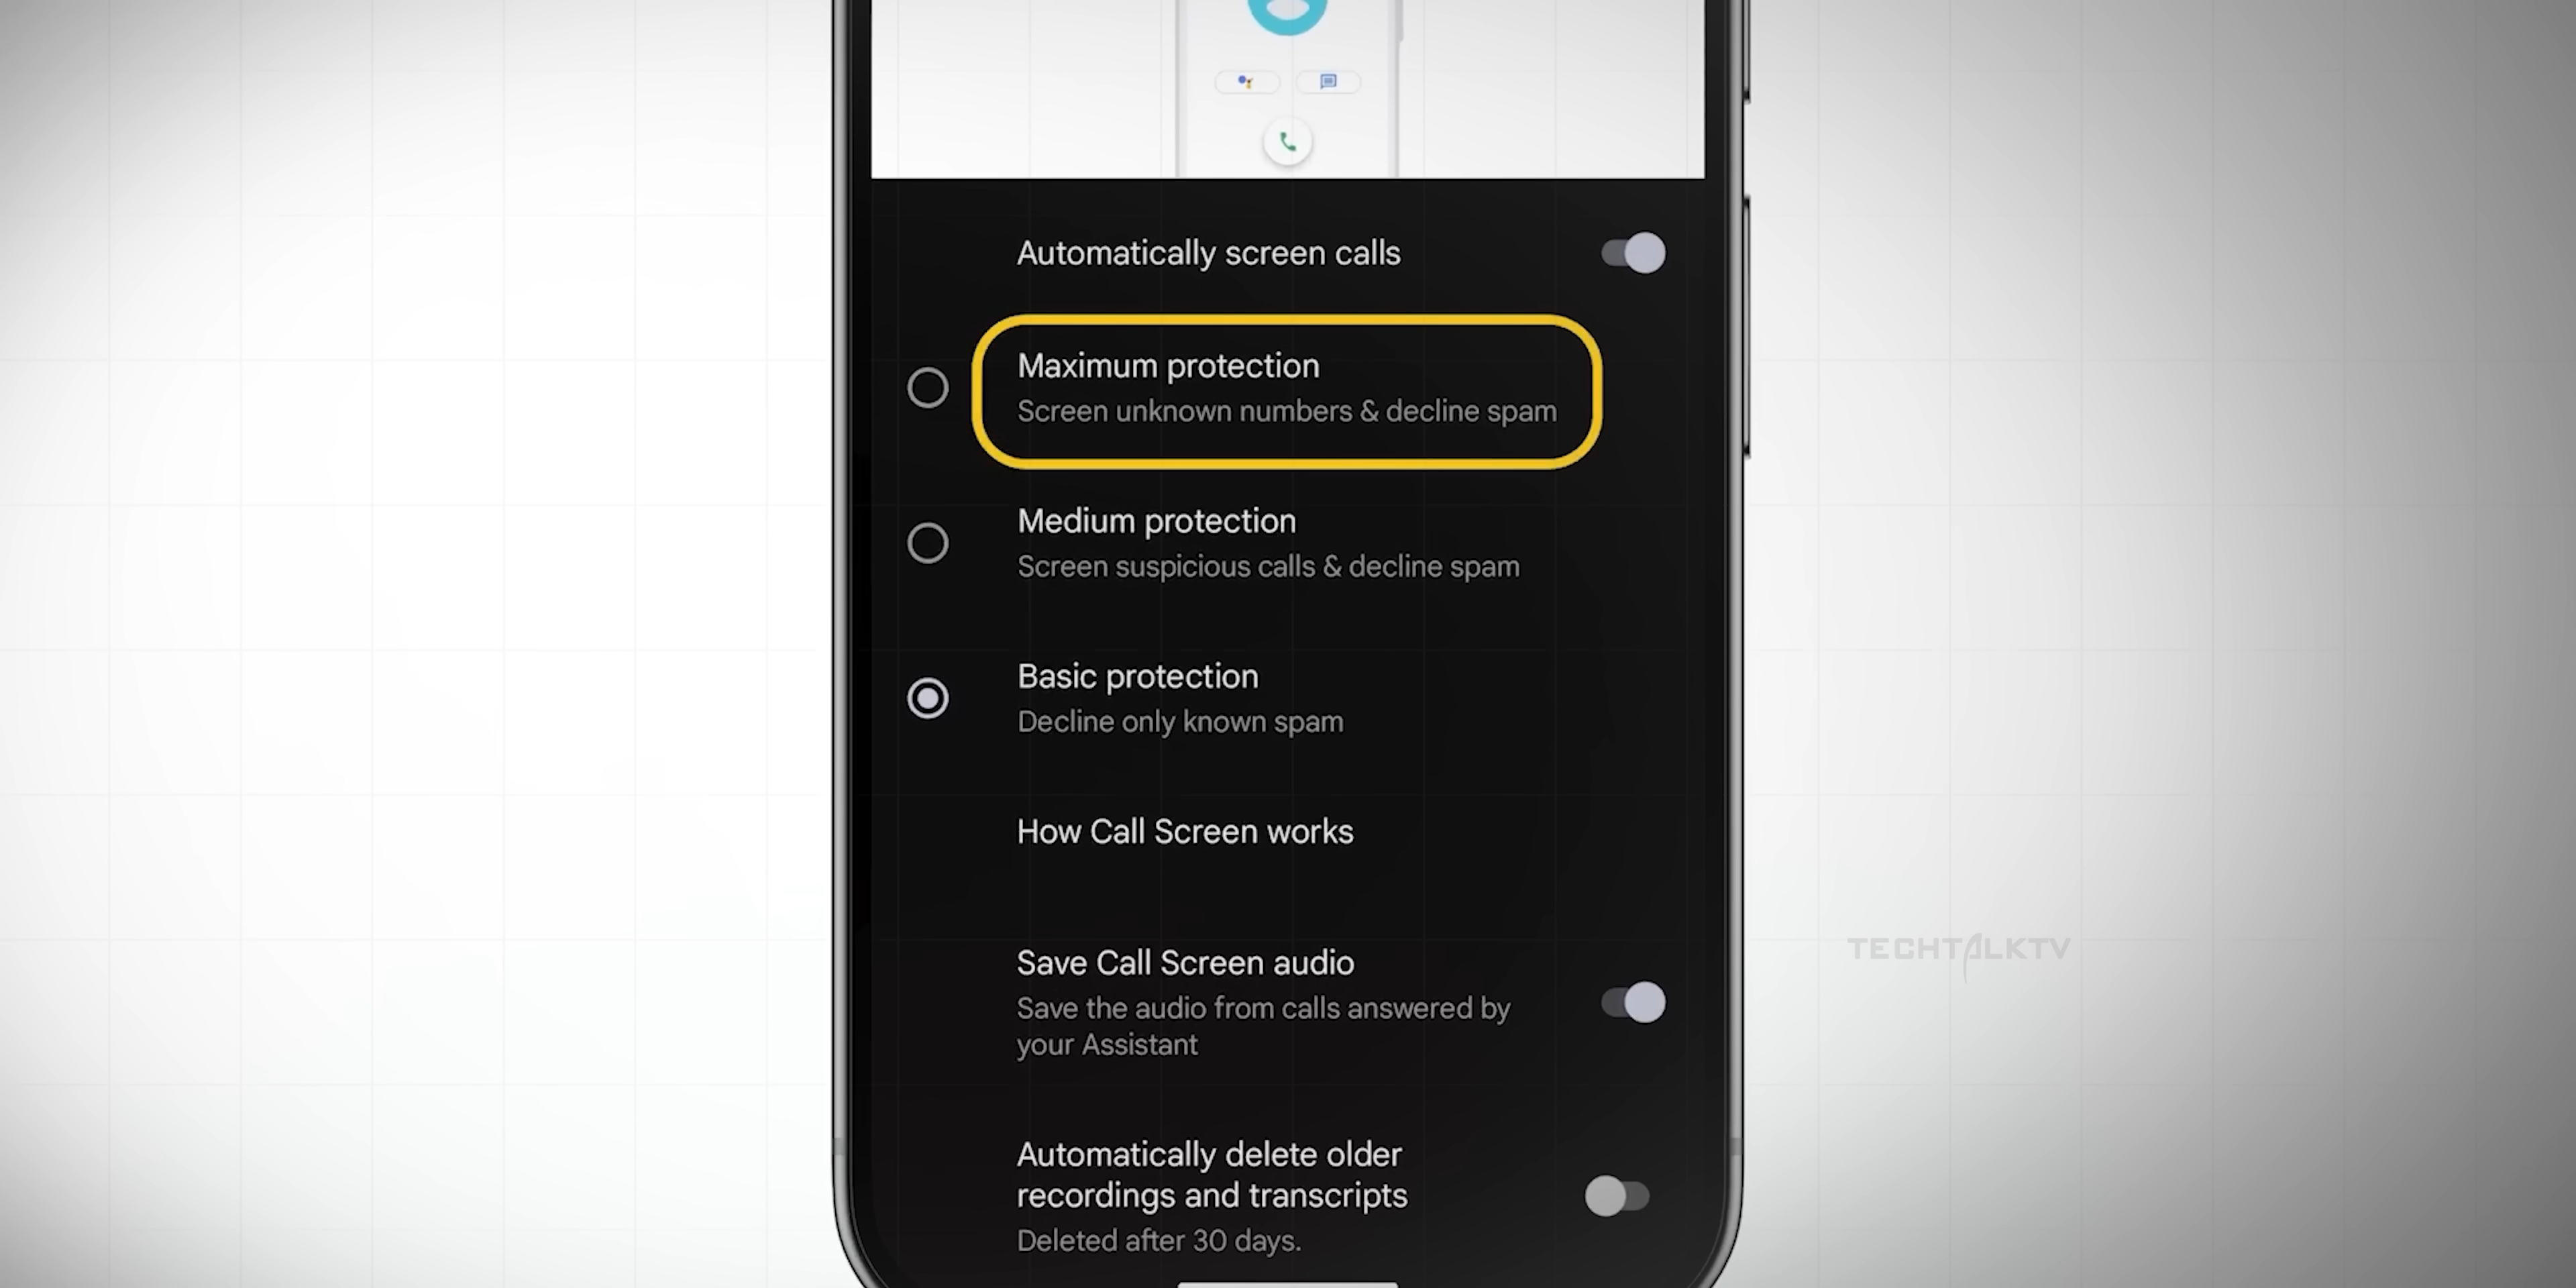 Automatically screen calls
Maximum protection
Screen unknown numbers & decline spam
Medium protection
Screen suspicious calls & decline spam
Basic protection
Decline only known spam
How Call Screen works
Save Call Screen audio
Save the audio from calls answered by
your Assistant
TECHTALKTV
Automatically delete older
recordings and transcripts
Deleted after 30 days.